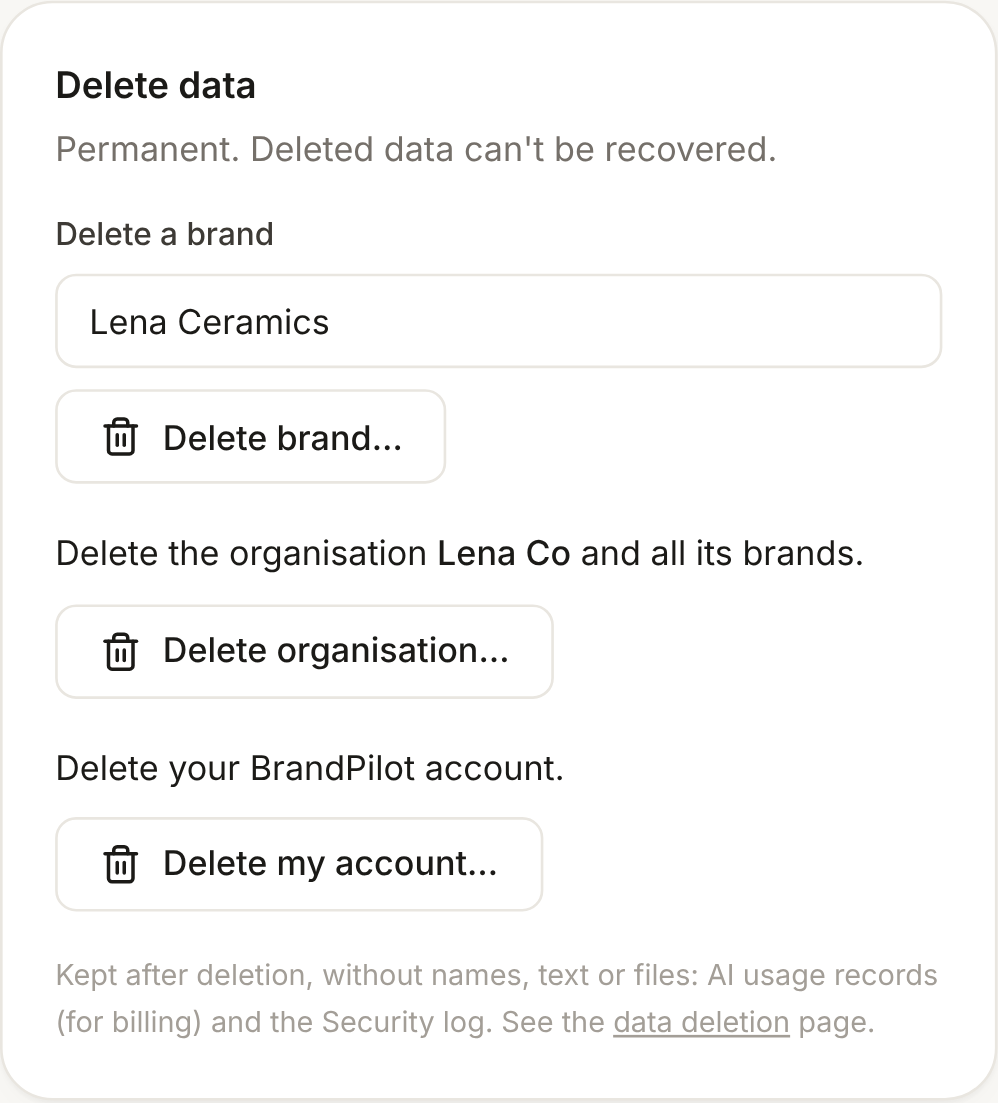 Delete data
Permanent. Deleted data can't be recovered.
Delete a brand
Lena Ceramics
Delete brand...
Delete the organisation Lena Co and all its brands.
Delete organisation...
Delete your BrandPilot account.
Delete my account...
Kept after deletion, without names, text or files: AI usage records
(for billing) and the Security log. See the data deletion page.